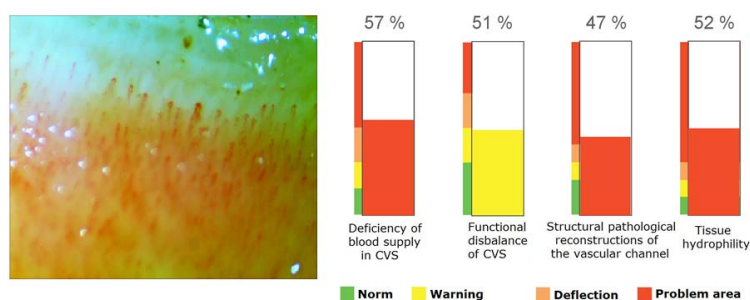 57 %
51 %
47 %
52 %
Deficiency of
blood supply
in CVS
Functional
disbalance
of CVS
Structural pathological
reconstructions of
the vascular channel
Tissue
hydrophility
Norm
Warning
Deflection
Problem area